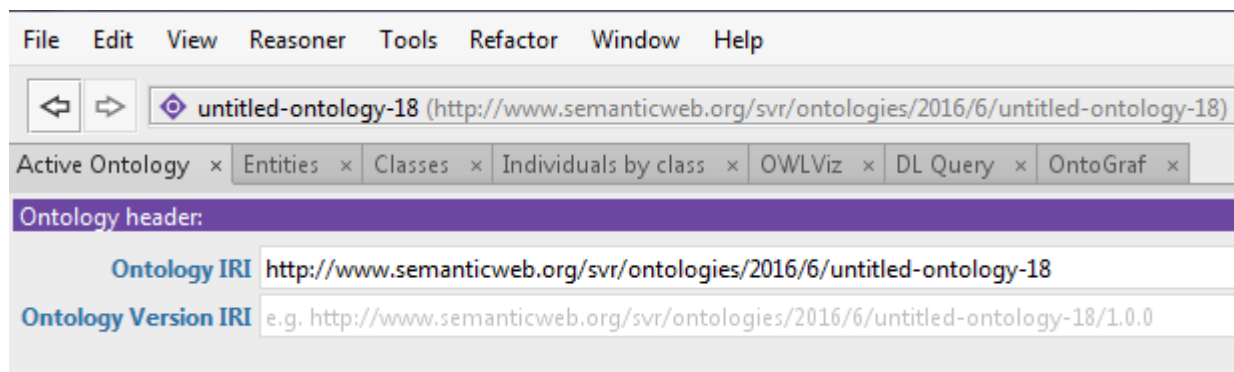 File Edit View Reasoner Tools Refactor Window Help
untitled-ontology-18 (http://www.semanticweb.org/svr/ontologies/2016/6/untitled-ontology-18)
Active Ontology × Entities × Classes × Individuals by class × OWLViz × DL Query × OntoGraf ×
Ontology header:
Ontology IRI http://www.semanticweb.org/svr/ontologies/2016/6/untitled-ontology-18
Ontology Version IRI e.g. http://www.semanticweb.org/svr/ontologies/2016/6/untitled-ontology-18/1.0.0